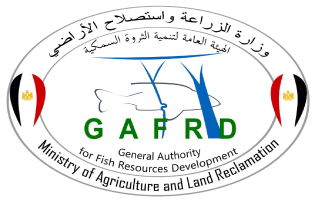 وزارة الزراعة واستصلاح الأراضي
الهيئة العامة لتنمية الثروة السمكية
GAFRD
General Authority
for Fish Resources Development
Ministry of Agriculture and Land Reclamation